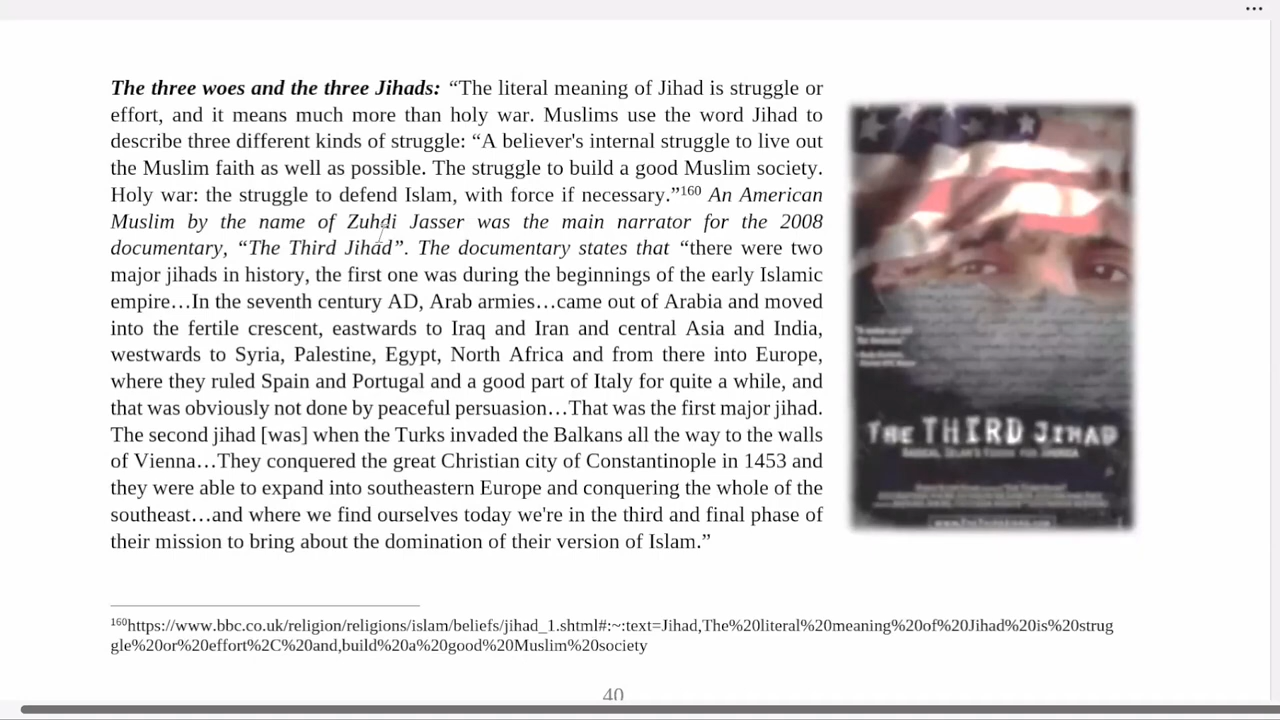 The three woes and the three Jihads: “The literal meaning of Jihad is struggle or
effort, and it means much more than holy war. Muslims use the word Jihad to
describe three different kinds of struggle: “A believer's internal struggle to live out
the Muslim faith as well as possible. The struggle to build a good Muslim society.
Holy war: the struggle to defend Islam, with force if necessary.”160 An American
Muslim by the name of Zuhdi Jasser was the main narrator for the 2008
documentary, “The Third Jihad”. The documentary states that “there were two
major jihads in history, the first one was during the beginnings of the early Islamic
empire…In the seventh century AD, Arab armies…came out of Arabia and moved
into the fertile crescent, eastwards to Iraq and Iran and central Asia and India,
westwards to Syria, Palestine, Egypt, North Africa and from there into Europe,
where they ruled Spain and Portugal and a good part of Italy for quite a while, and
that was obviously not done by peaceful persuasion…That was the first major jihad.
The second jihad [was] when the Turks invaded the Balkans all the way to the walls
of Vienna…They conquered the great Christian city of Constantinople in 1453 and
they were able to expand into southeastern Europe and conquering the whole of the
southeast…and where we find ourselves today we're in the third and final phase of
their mission to bring about the domination of their version of Islam.”
THE THIRD JIHAD
RADICAL ISLAM'S VISION FOR AMERICA
160https://www.bbc.co.uk/religion/religions/islam/beliefs/jihad_1.shtml#:~:text=Jihad,The%20literal%20meaning%20of%20Jihad%20is%20strug
gle%20or%20effort%2C%20and,build%20a%20good%20Muslim%20society
40